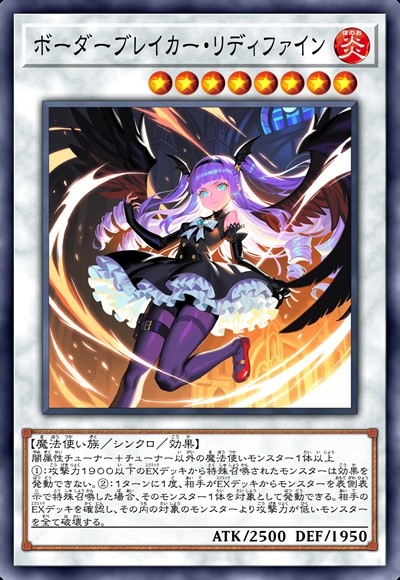 ボーダーブレイカー・リディファイン
炎
【魔法使い族／シンクロ／効果】
闇属性チューナー＋チューナー以外の魔法使いモンスター1体以上
①:攻撃力1900以下のEXデッキから特殊召喚されたモンスターは効果を
発動できない。②:1ターンに1度、相手がEXデッキからモンスターを表側表
示で特殊召喚した場合、そのモンスター1体を対象として発動できる。相手の
EXデッキを確認し、その内の対象のモンスターより攻撃力が低いモンスター
を全て破壊する。
ATK/2500 DEF/1950